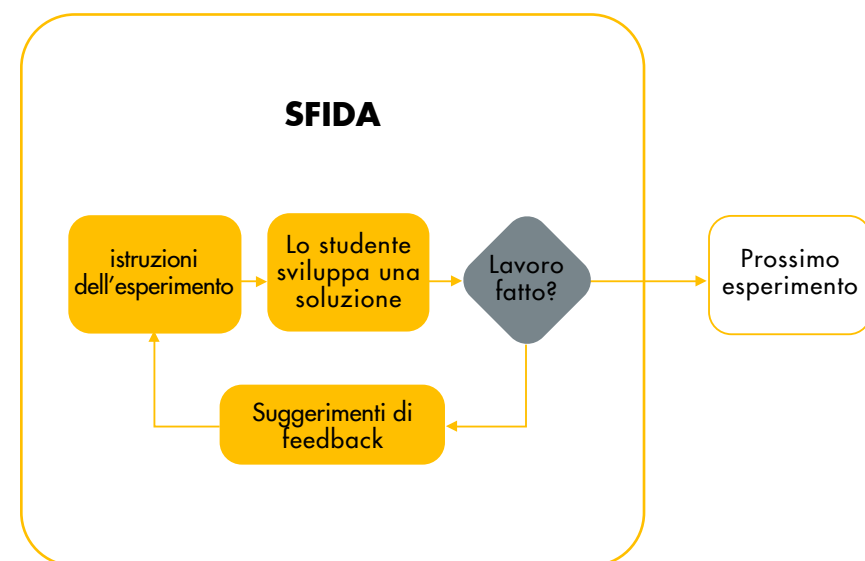 SFIDA
istruzioni
dell'esperimento
Lo studente
sviluppa una
soluzione
Lavoro
fatto?
Prossimo
esperimento
Suggerimenti di
feedback